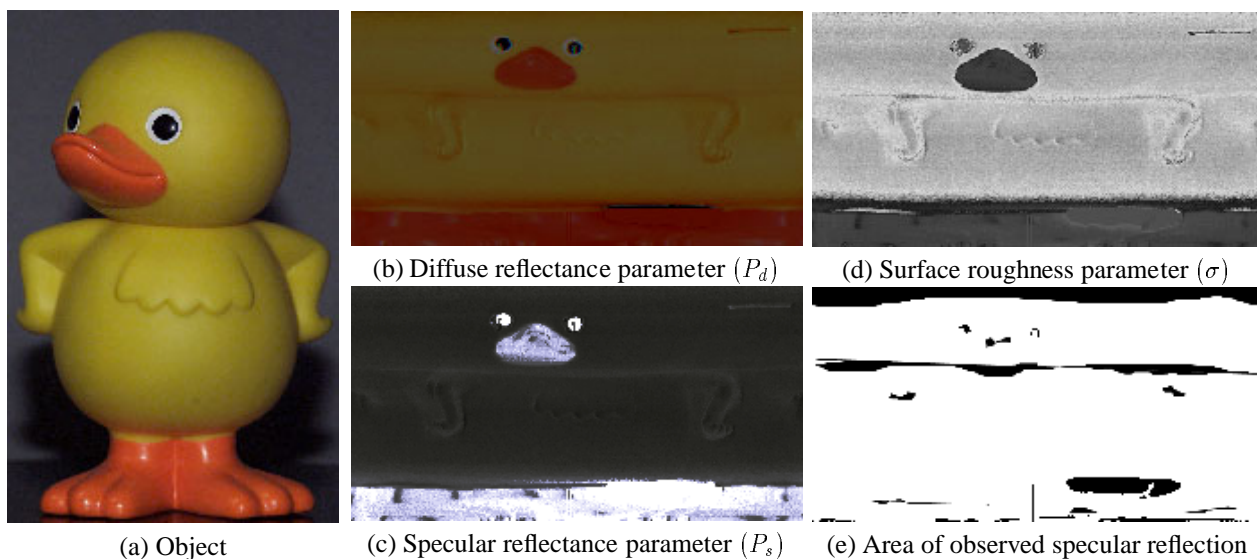 (a) Object
(b) Diffuse reflectance parameter (P_d)
(c) Specular reflectance parameter (P_s)
(d) Surface roughness parameter (σ)
(e) Area of observed specular reflection